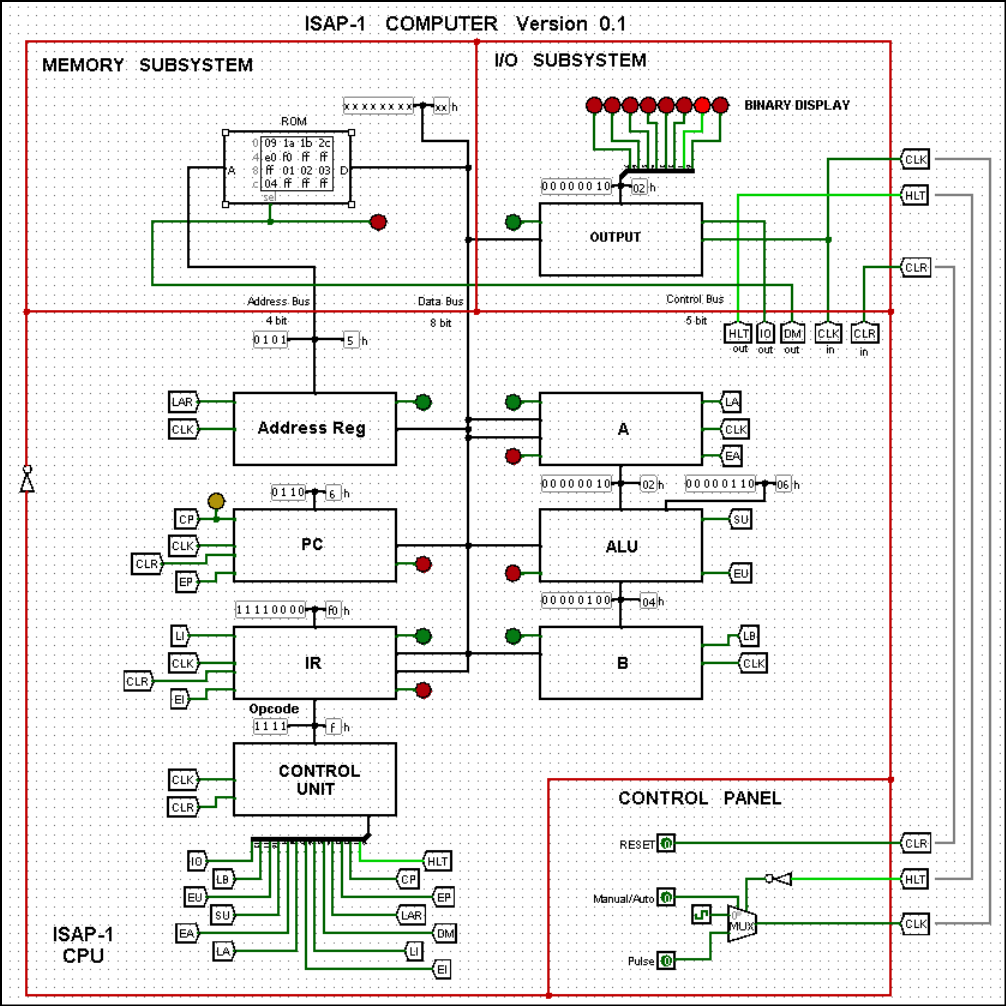 ISAP-1 COMPUTER Version 0.1
MEMORY SUBSYSTEM
I/O SUBSYSTEM
xxxxxxxx xx h
BINARY DISPLAY
ROM
0 09 1a 1b 2c
4 e0 f0 ff ff
8 ff 01 02 03
c 04 ff ff ff
A
D
sel
00000010 02 h
OUTPUT
CLK
HLT
CLR
Address Bus
4 bit
Data Bus
8 bit
Control Bus
5 bit
HLT IO DM CLK CLR
out out out in in
0101 5 h
LAR
CLK
Address Reg
A
LA
CLK
EA
00000010 02 h
00000110 06 h
0110 6 h
CP
CLK
CLR
EP
PC
ALU
SU
EU
00000100 04 h
11110000 f0 h
LI
CLK
CLR
EI
IR
B
LB
CLK
Opcode
1111 f h
CLK
CLR
CONTROL
UNIT
IO
LB
EU
SU
EA
LA
HLT
CP
EP
LAR
DM
LI
EI
ISAP-1
CPU
CONTROL PANEL
RESET 0
CLR
HLT
Manual/Auto 0
0
MUX
CLK
Pulse 0